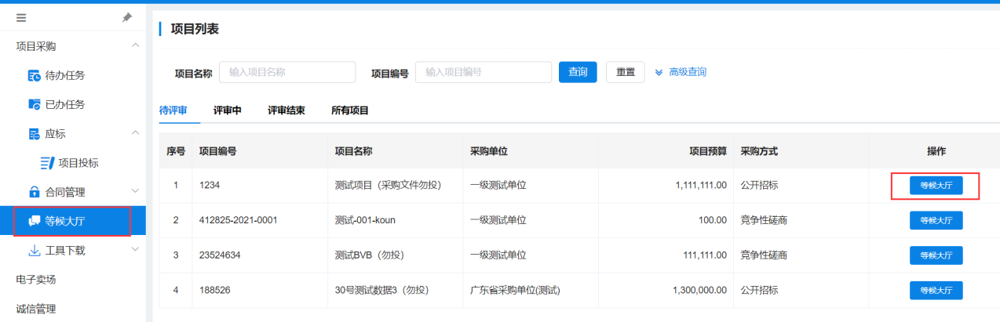 项目采购
待办任务
已办任务
应标
项目投标
合同管理
等候大厅
工具下载
电子卖场
诚信管理
项目列表
项目名称 输入项目名称 项目编号 输入项目编号 查询 重置 高级查询
待评审 评审中 评审结束 所有项目
序号 项目编号 项目名称 采购单位 项目预算 采购方式 操作
1 1234 测试项目（采购文件勿投） 一级测试单位 1,111,111.00 公开招标 等候大厅
2 412825-2021-0001 测试-001-koun 一级测试单位 100.00 竞争性磋商 等候大厅
3 23524634 测试BVB（勿投） 一级测试单位 111,111.00 竞争性磋商 等候大厅
4 188526 30号测试数据3（勿投） 广东省采购单位(测试) 1,300,000.00 公开招标 等候大厅